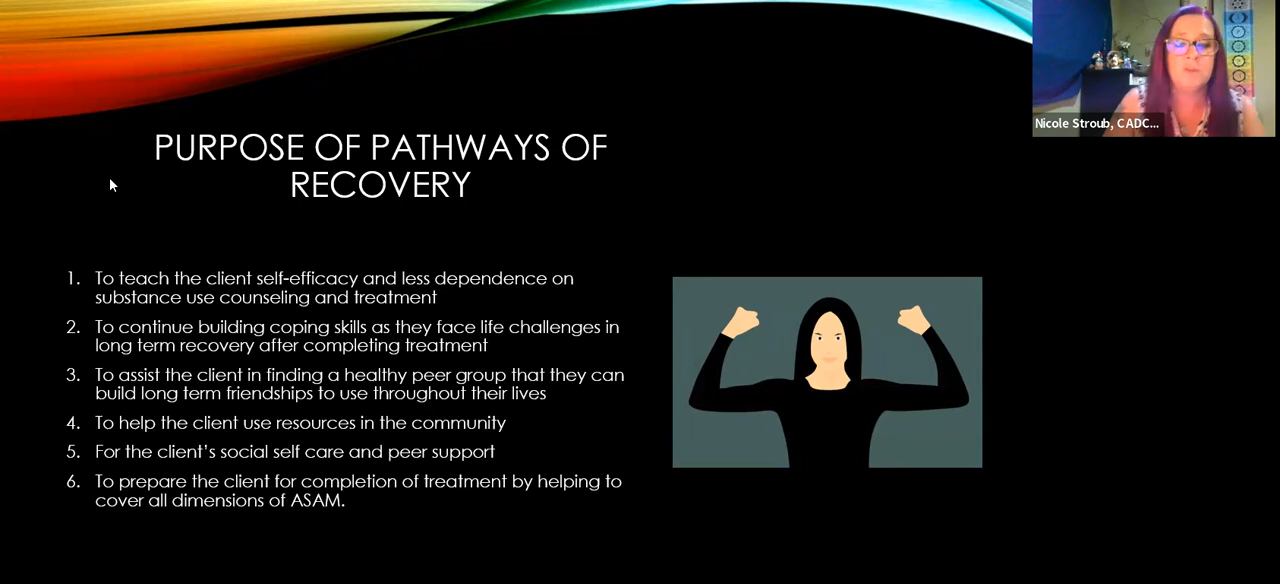 Nicole Stroub, CADC...
PURPOSE OF PATHWAYS OF
RECOVERY
1. To teach the client self-efficacy and less dependence on
substance use counseling and treatment
2. To continue building coping skills as they face life challenges in
long term recovery after completing treatment
3. To assist the client in finding a healthy peer group that they can
build long term friendships to use throughout their lives
4. To help the client use resources in the community
5. For the client’s social self care and peer support
6. To prepare the client for completion of treatment by helping to
cover all dimensions of ASAM.